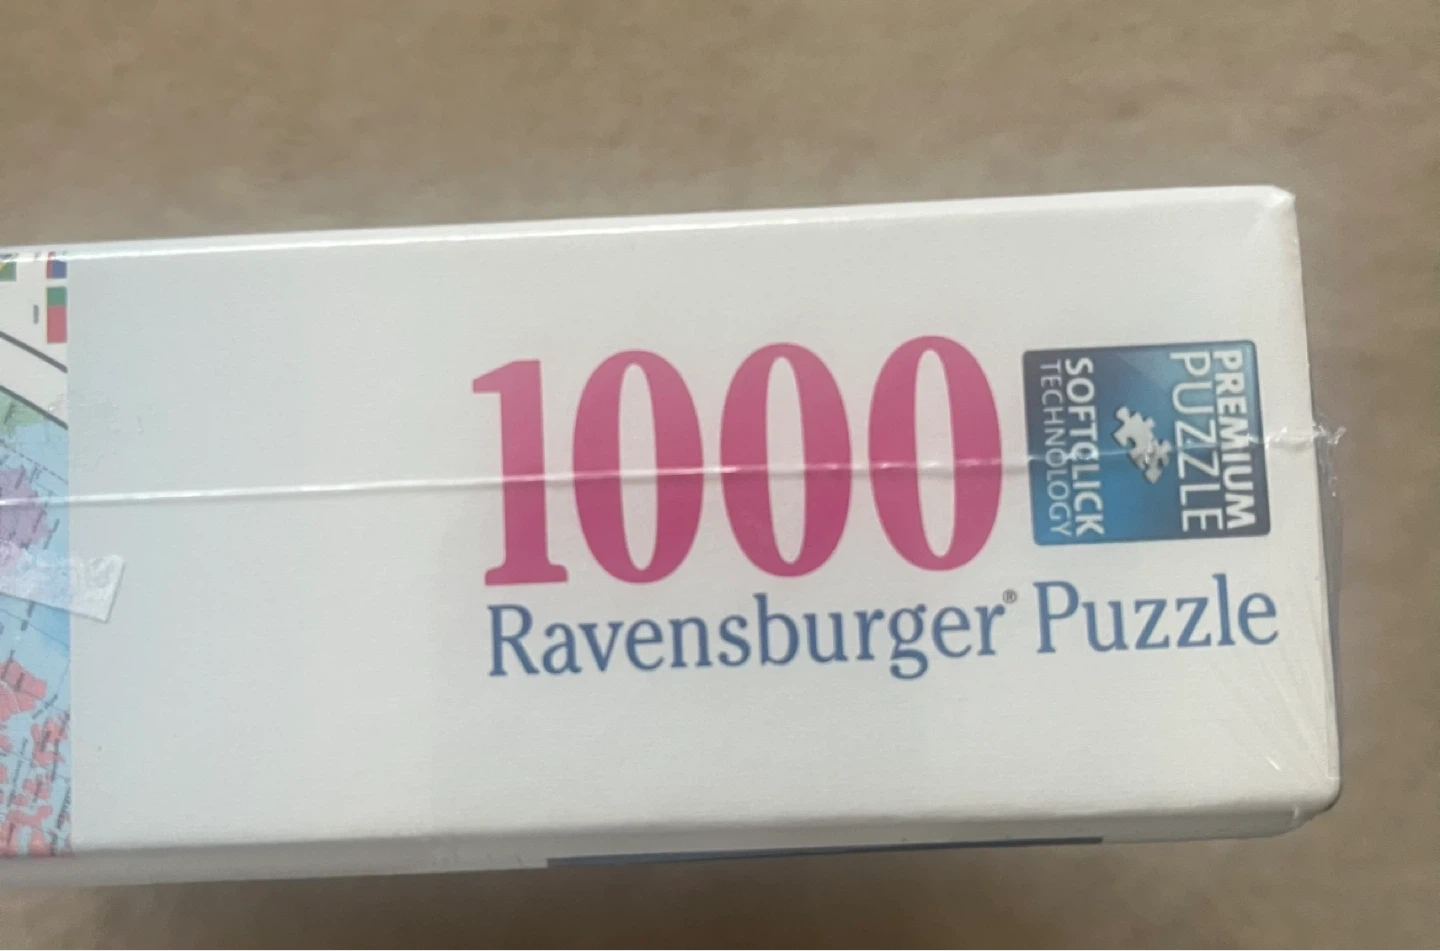 1000
PREMIUM
PUZZLE
SOFTCLICK
TECHNOLOGY
Ravensburger® Puzzle